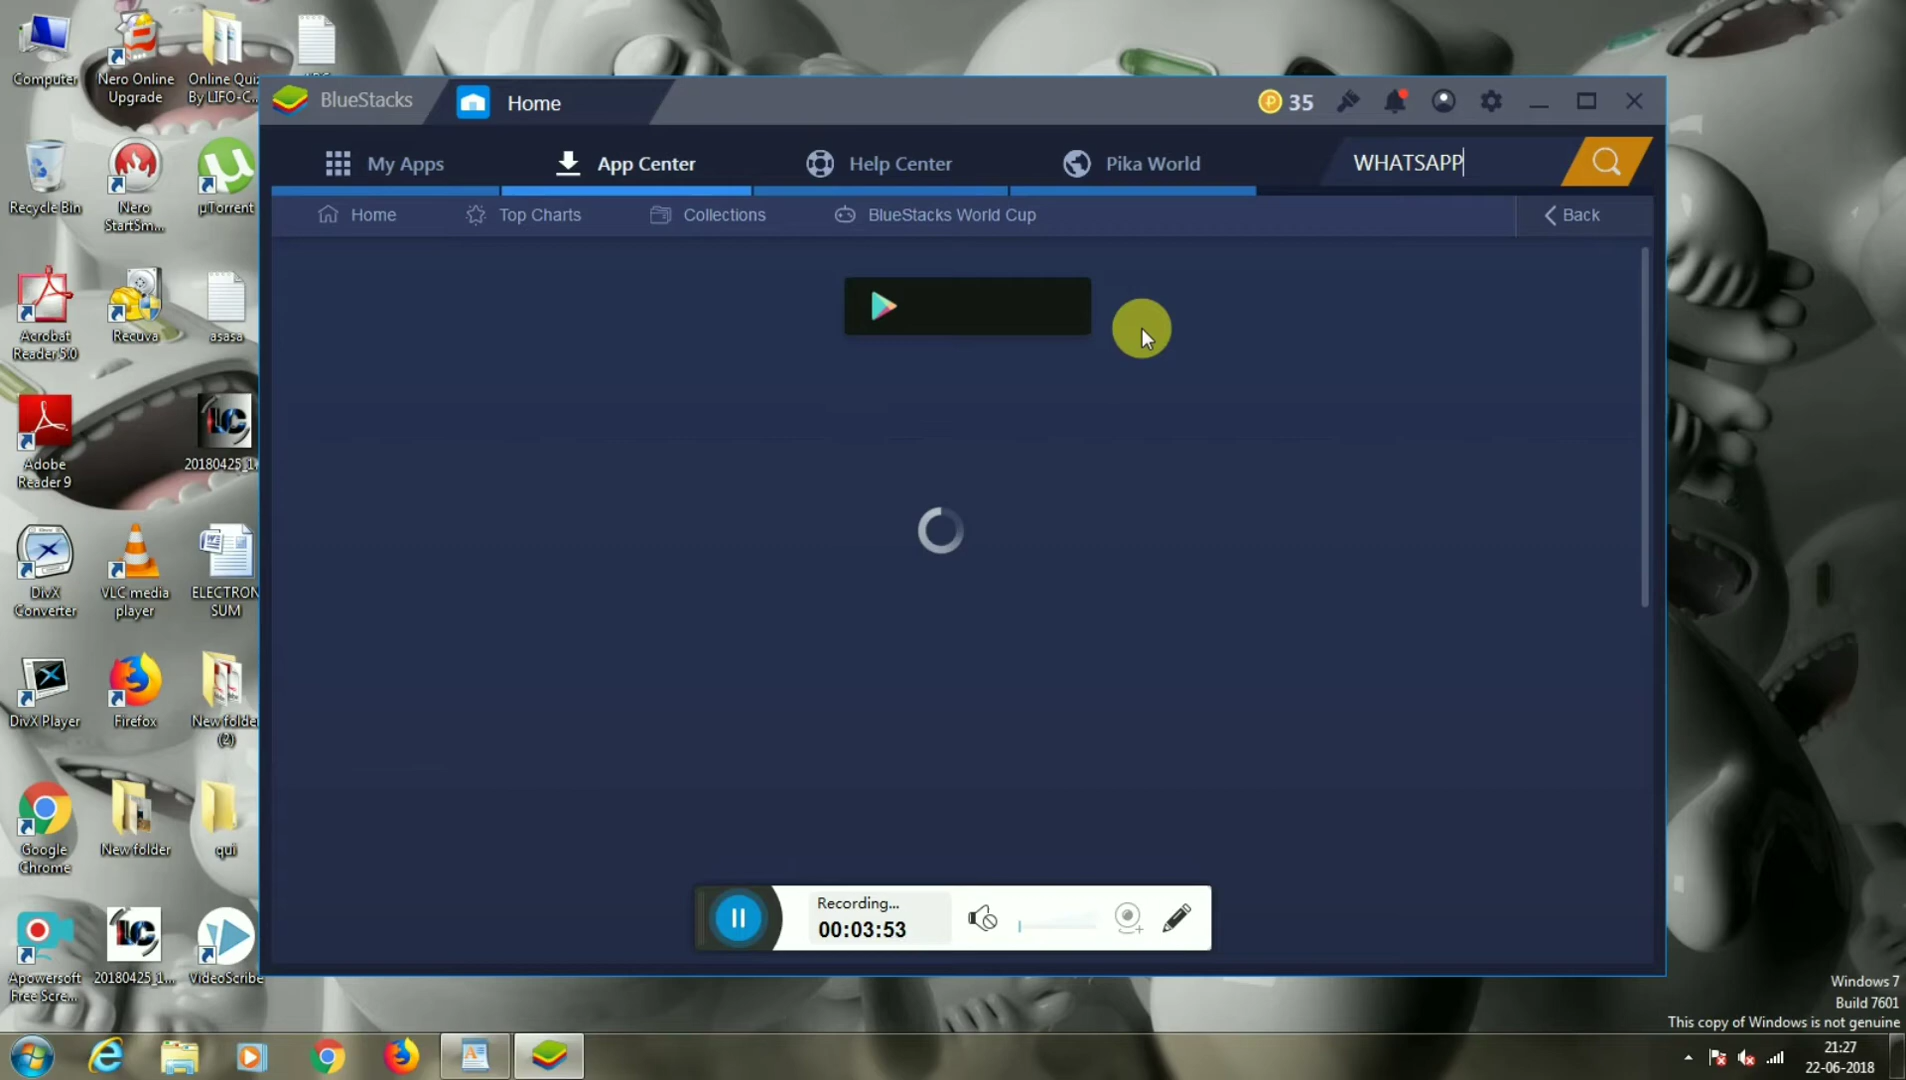 Computer
Nero Online
Upgrade
Online Quiz
By LIFO-C...
BlueStacks
Home
35
My Apps
App Center
Help Center
Pika World
WHATSAPP
Home
Top Charts
Collections
BlueStacks World Cup
Back
Recycle Bin
Nero
StartSm...
µTorrent
Acrobat
Reader 5.0
Recuva
asasa
Adobe
Reader 9
20180425_1...
DivX
Converter
VLC media
player
ELECTRON
SUM
DivX Player
Firefox
New folder
(2)
Google
Chrome
New folder
qui
Recording...
00:03:53
Apowersoft
Free Scre...
20180425_1...
VideoScribe
Windows 7
Build 7601
This copy of Windows is not genuine
21:27
22-06-2018